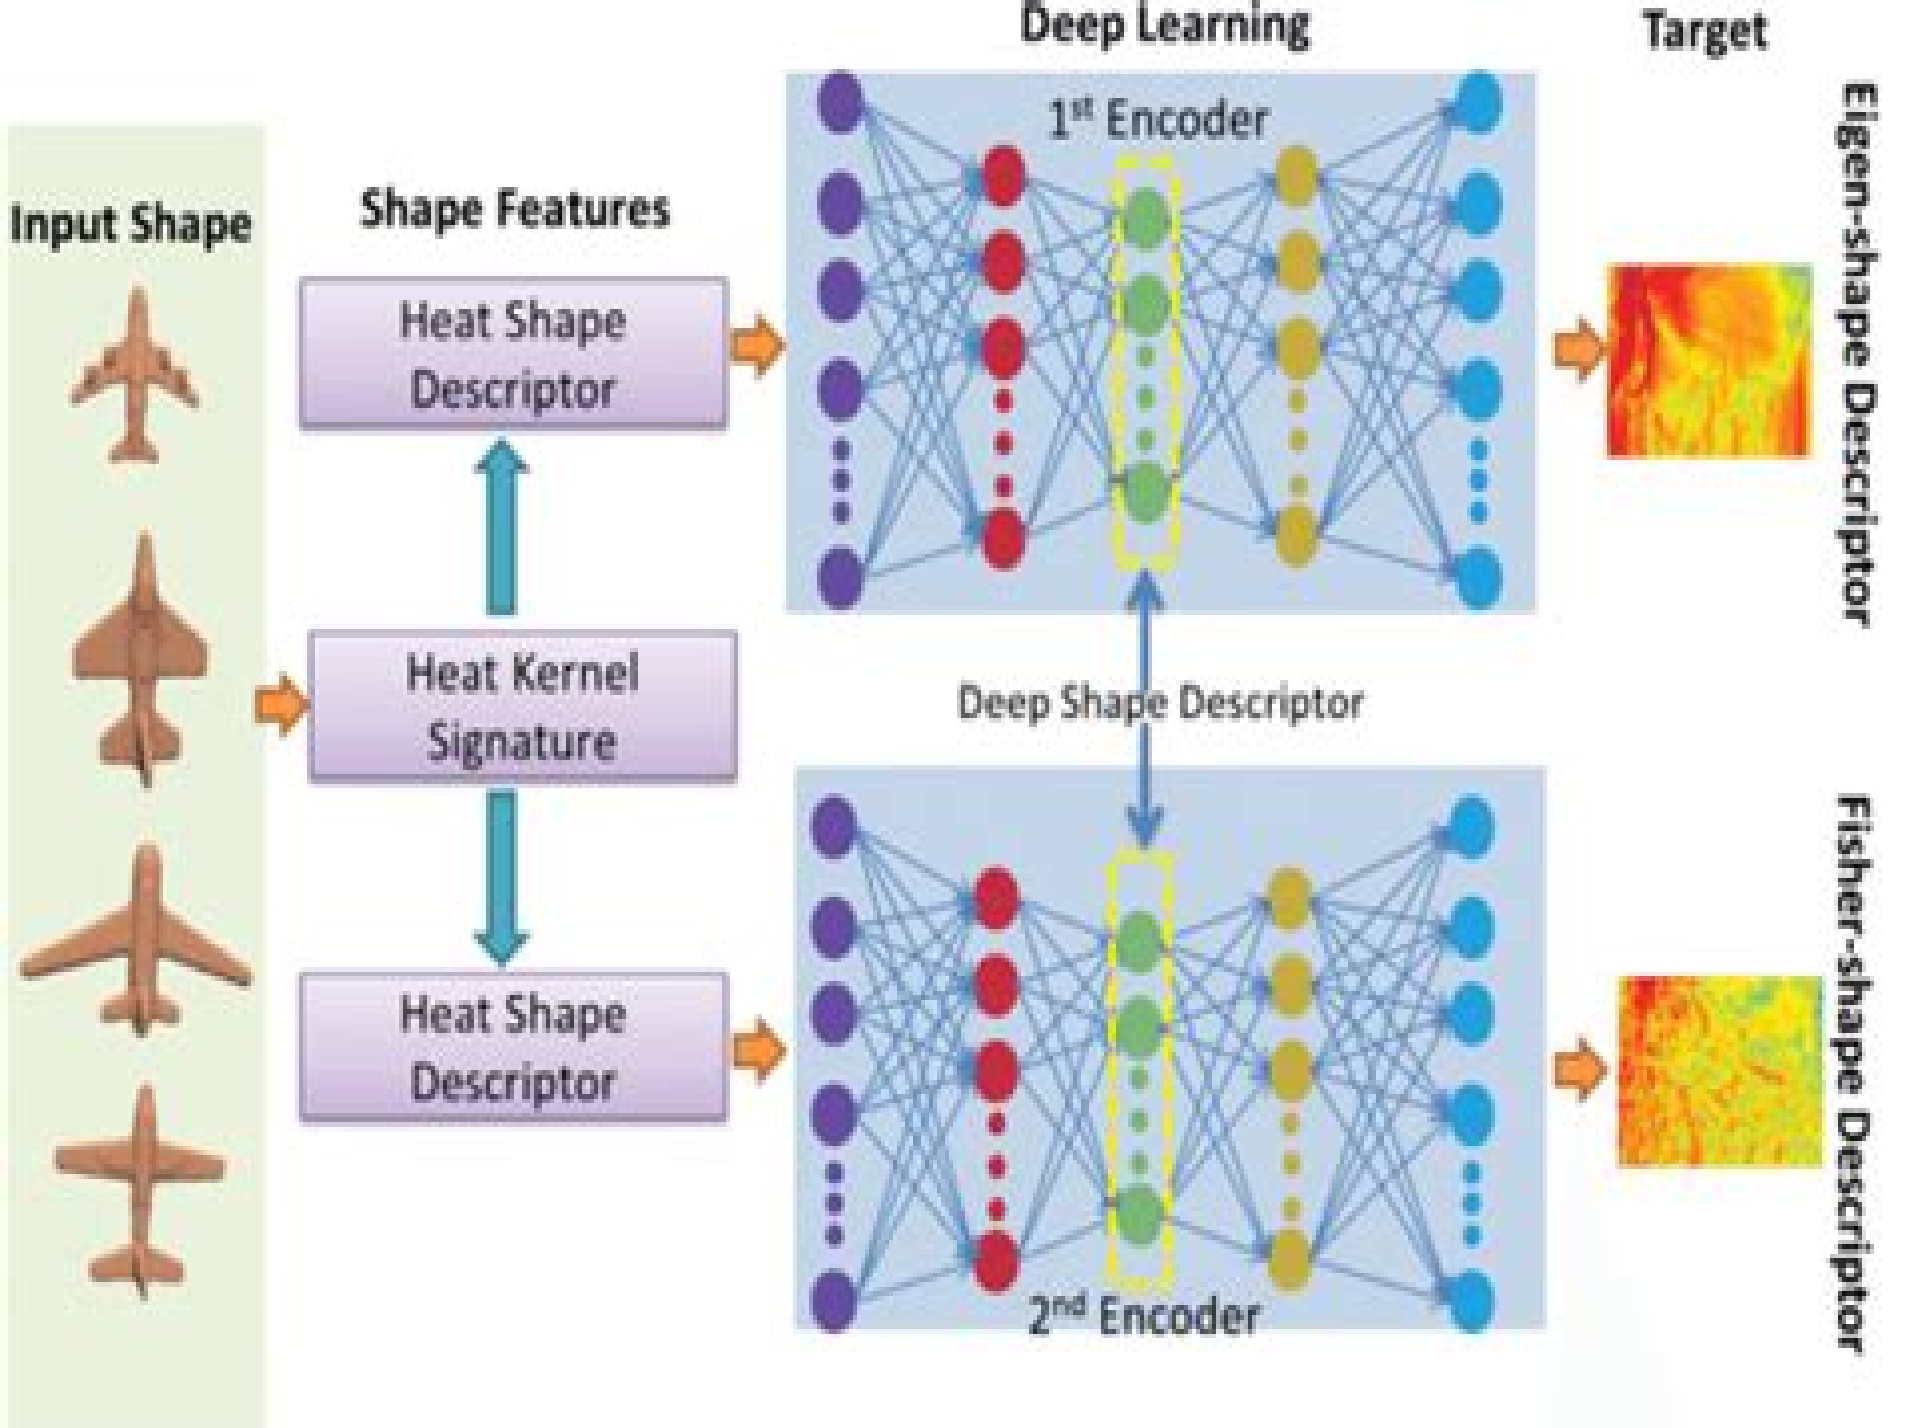 Deep Learning
Target
1st Encoder
Input Shape
Shape Features
Heat Shape
Descriptor
Eigen-shape Descriptor
Heat Kernel
Signature
Deep Shape Descriptor
Heat Shape
Descriptor
Fisher-shape Descriptor
2nd Encoder